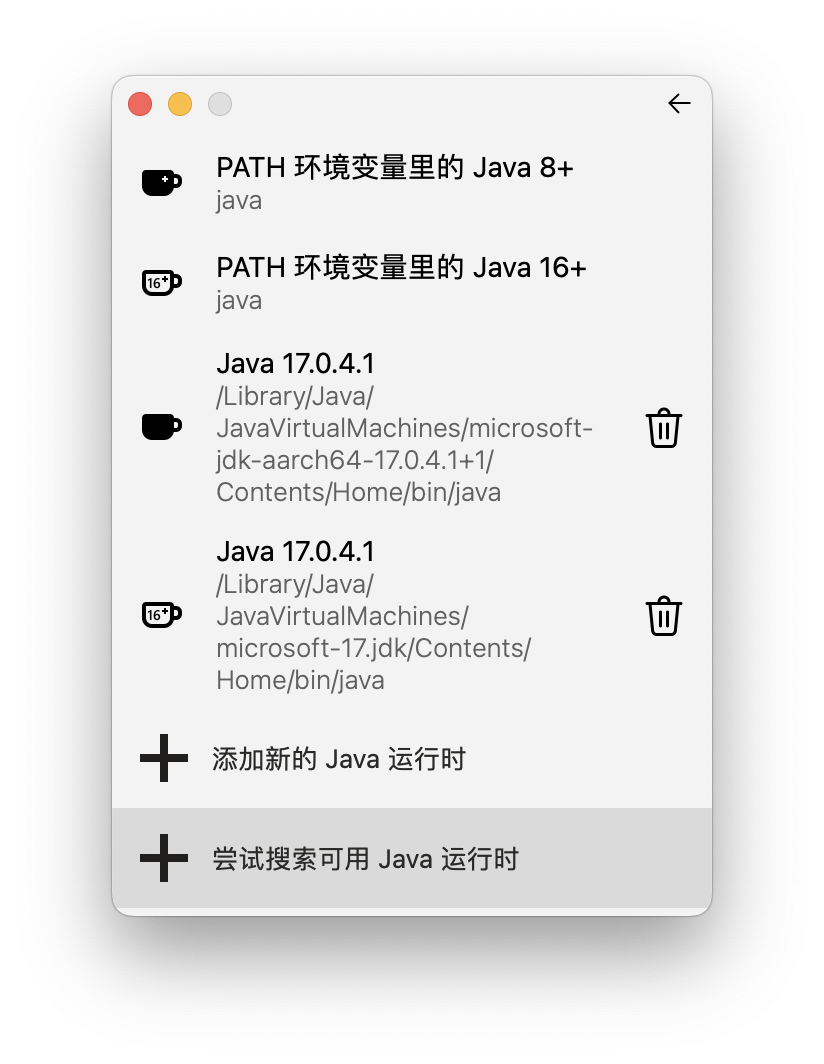 PATH 环境变量里的 Java 8+
java
PATH 环境变量里的 Java 16+
16+
java
Java 17.0.4.1
/Library/Java/
JavaVirtualMachines/microsoft-
jdk-aarch64-17.0.4.1+1/
Contents/Home/bin/java
Java 17.0.4.1
/Library/Java/
16+
JavaVirtualMachines/
microsoft-17.jdk/Contents/
Home/bin/java
添加新的 Java 运行时
尝试搜索可用 Java 运行时